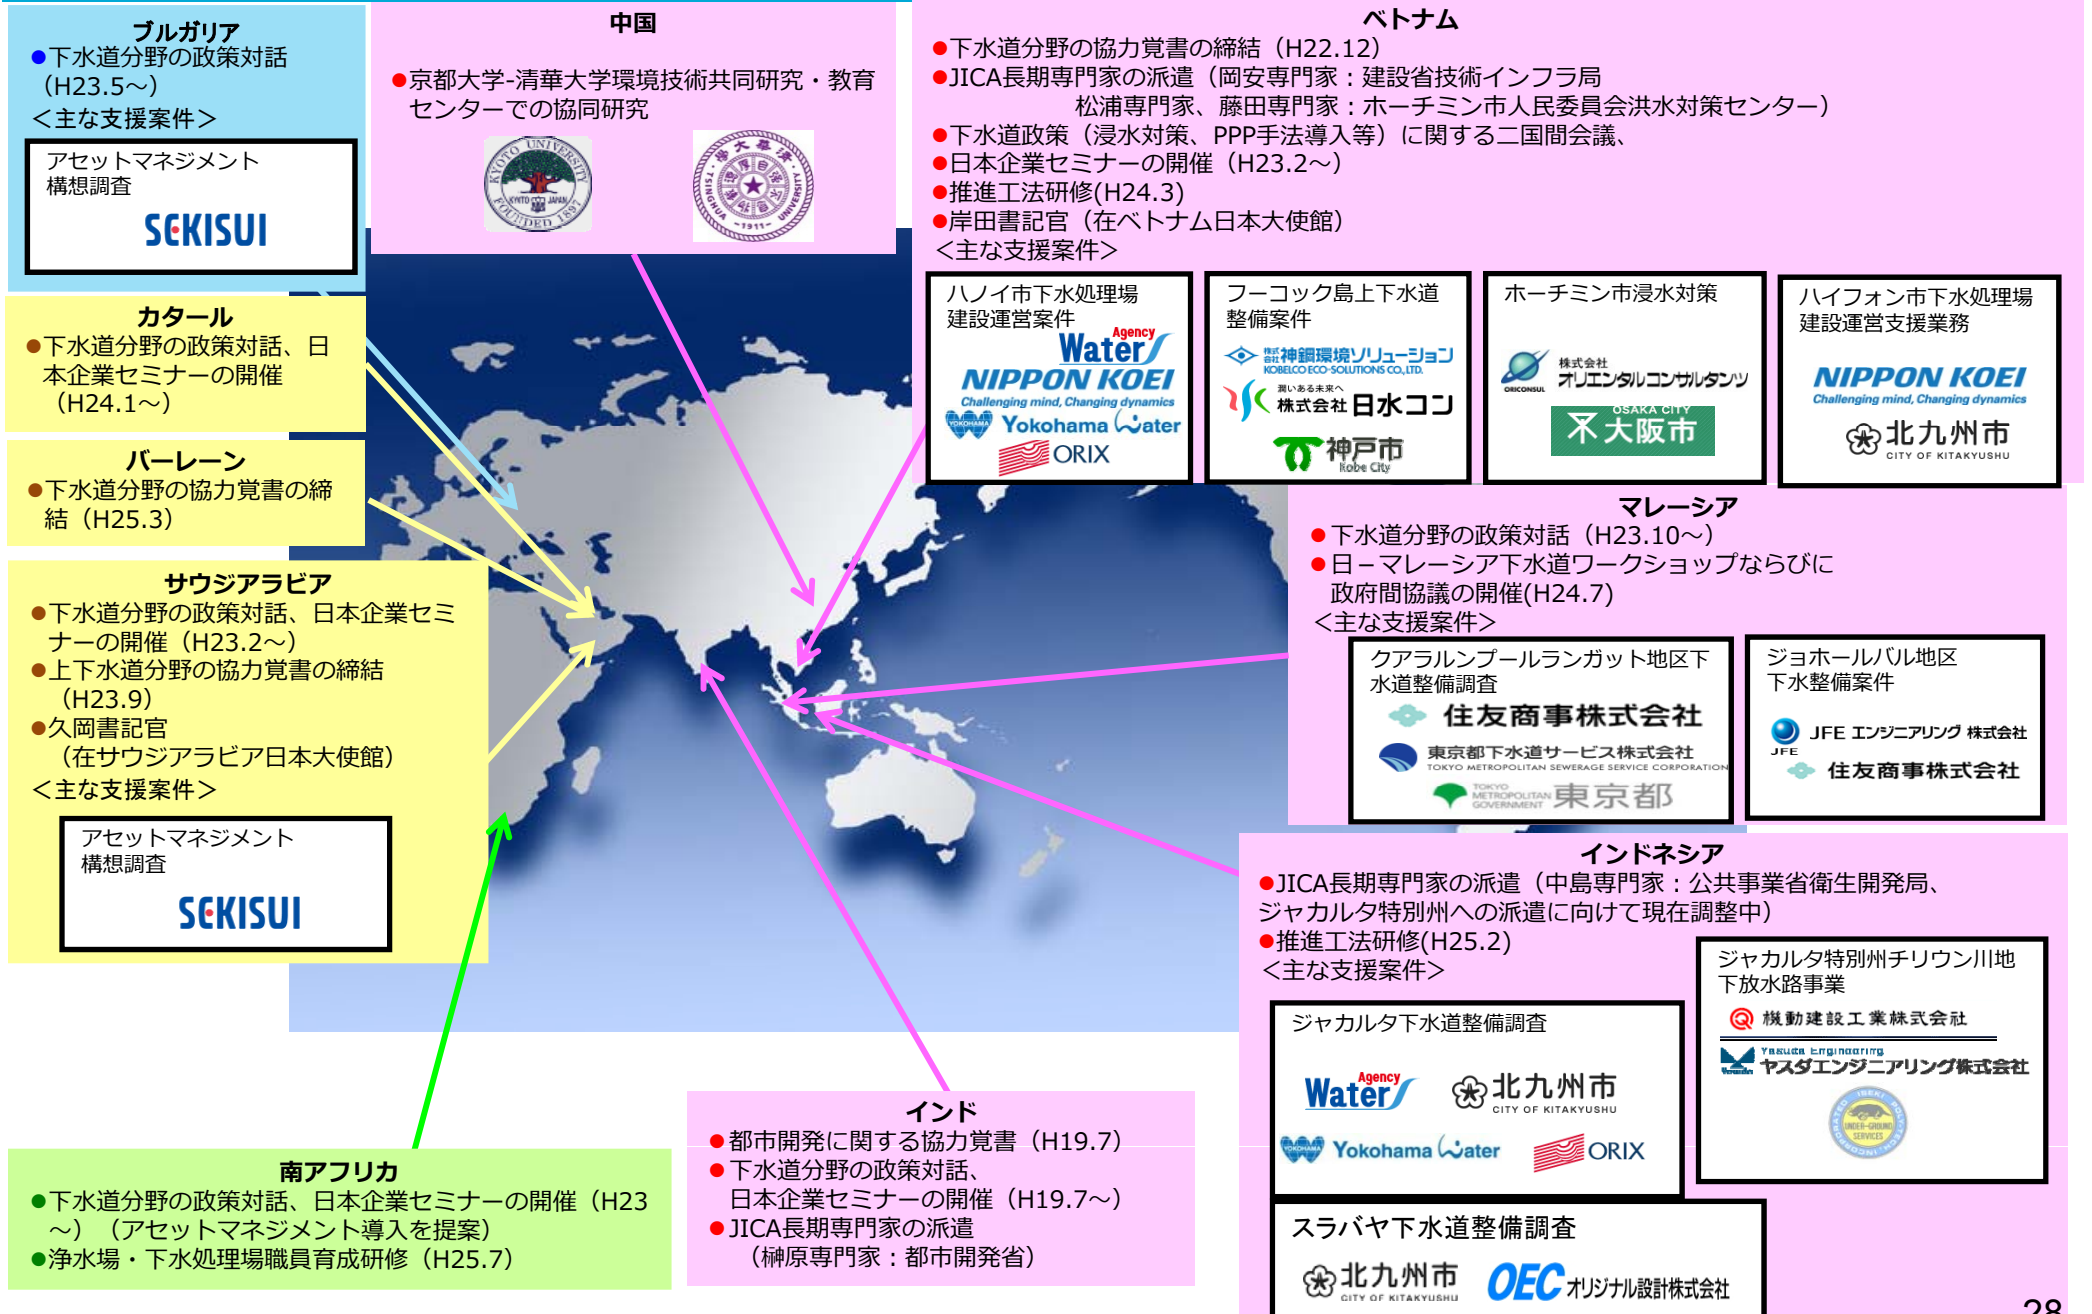 ブルガリア
●下水道分野の政策対話
（H23.5～）
＜主な支援案件＞
アセットマネジメント
構想調査
SEKISUI
カタール
●下水道分野の政策対話、日
本企業セミナーの開催
（H24.1～）
バーレーン
●下水道分野の協力覚書の締
結（H25.3）
サウジアラビア
●下水道分野の政策対話、日本企業セミ
ナーの開催（H23.2～）
●上下水道分野の協力覚書の締結
（H23.9）
●久岡書記官
（在サウジアラビア日本大使館）
＜主な支援案件＞
アセットマネジメント
構想調査
SEKISUI
南アフリカ
●下水道分野の政策対話、日本企業セミナーの開催（H23
～）（アセットマネジメント導入を提案）
●浄水場・下水処理場職員育成研修（H25.7）
中国
●京都大学-清華大学環境技術共同研究・教育
センターでの協同研究
KYOTO UNIVERSITY
KYOTO JAPAN
FOUNDED 1897
清華大学
TSINGHUA UNIVERSITY
-1911-
インド
●都市開発に関する協力覚書（H19.7）
●下水道分野の政策対話、
日本企業セミナーの開催（H19.7～）
●JICA長期専門家の派遣
（榊原専門家：都市開発省）
ベトナム
●下水道分野の協力覚書の締結（H22.12）
●JICA長期専門家の派遣（岡安専門家：建設省技術インフラ局
松浦専門家、藤田専門家：ホーチミン市人民委員会洪水対策センター）
●下水道政策（浸水対策、PPP手法導入等）に関する二国間会議、
●日本企業セミナーの開催（H23.2～）
●推進工法研修(H24.3)
●岸田書記官（在ベトナム日本大使館）
＜主な支援案件＞
ハノイ市下水処理場
建設運営案件
Water Agency
NIPPON KOEI
Challenging mind, Changing dynamics
YOKOHAMA Yokohama Water
ORIX
フーコック島上下水道
整備案件
株式会社神鋼環境ソリューション
KOBELCO ECO-SOLUTIONS CO., LTD.
潤いある未来へ
株式会社 日水コン
神戸市
Kobe City
ホーチミン市浸水対策
株式会社
オリエンタルコンサルタンツ
ORICONSUL
OSAKA CITY
大阪市
ハイフォン市下水処理場
建設運営支援業務
NIPPON KOEI
Challenging mind, Changing dynamics
北九州市
CITY OF KITAKYUSHU
マレーシア
●下水道分野の政策対話（H23.10～）
●日－マレーシア下水道ワークショップならびに
政府間協議の開催(H24.7)
＜主な支援案件＞
クアラルンプールランガット地区下
水道整備調査
住友商事株式会社
東京都下水道サービス株式会社
TOKYO METROPOLITAN SEWERAGE SERVICE CORPORATION
TOKYO
METROPOLITAN
GOVERNMENT 東京都
ジョホールバル地区
下水整備案件
JFE JFE エンジニアリング 株式会社
住友商事株式会社
インドネシア
●JICA長期専門家の派遣（中島専門家：公共事業省衛生開発局、
ジャカルタ特別州への派遣に向けて現在調整中）
●推進工法研修(H25.2)
＜主な支援案件＞
ジャカルタ下水道整備調査
Water Agency
北九州市
CITY OF KITAKYUSHU
YOKOHAMA Yokohama Water
ORIX
ジャカルタ特別州チリウン川地
下放水路事業
機動建設工業株式会社
Yasuda Engineering
ヤスダエンジニアリング株式会社
UNDER-GROUND
SERVICES
スラバヤ下水道整備調査
北九州市
CITY OF KITAKYUSHU
OEC オリジナル設計株式会社
28